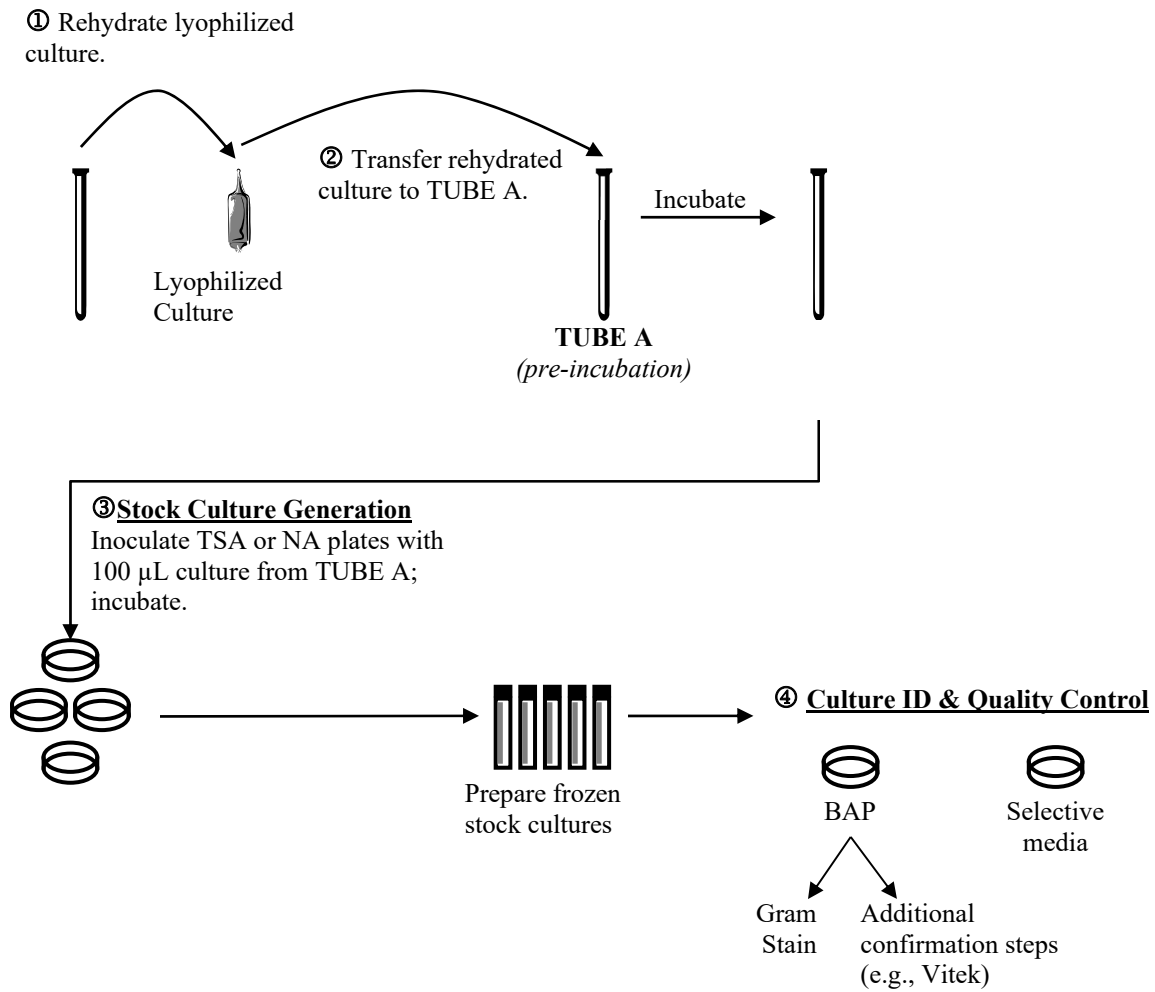 ① Rehydrate lyophilized
culture.
② Transfer rehydrated
culture to TUBE A.
Incubate
Lyophilized
Culture
TUBE A
(pre-incubation)
③Stock Culture Generation
Inoculate TSA or NA plates with
100 µL culture from TUBE A;
incubate.
④ Culture ID & Quality Control
Prepare frozen
stock cultures
BAP
Selective
media
Gram
Stain
Additional
confirmation steps
(e.g., Vitek)